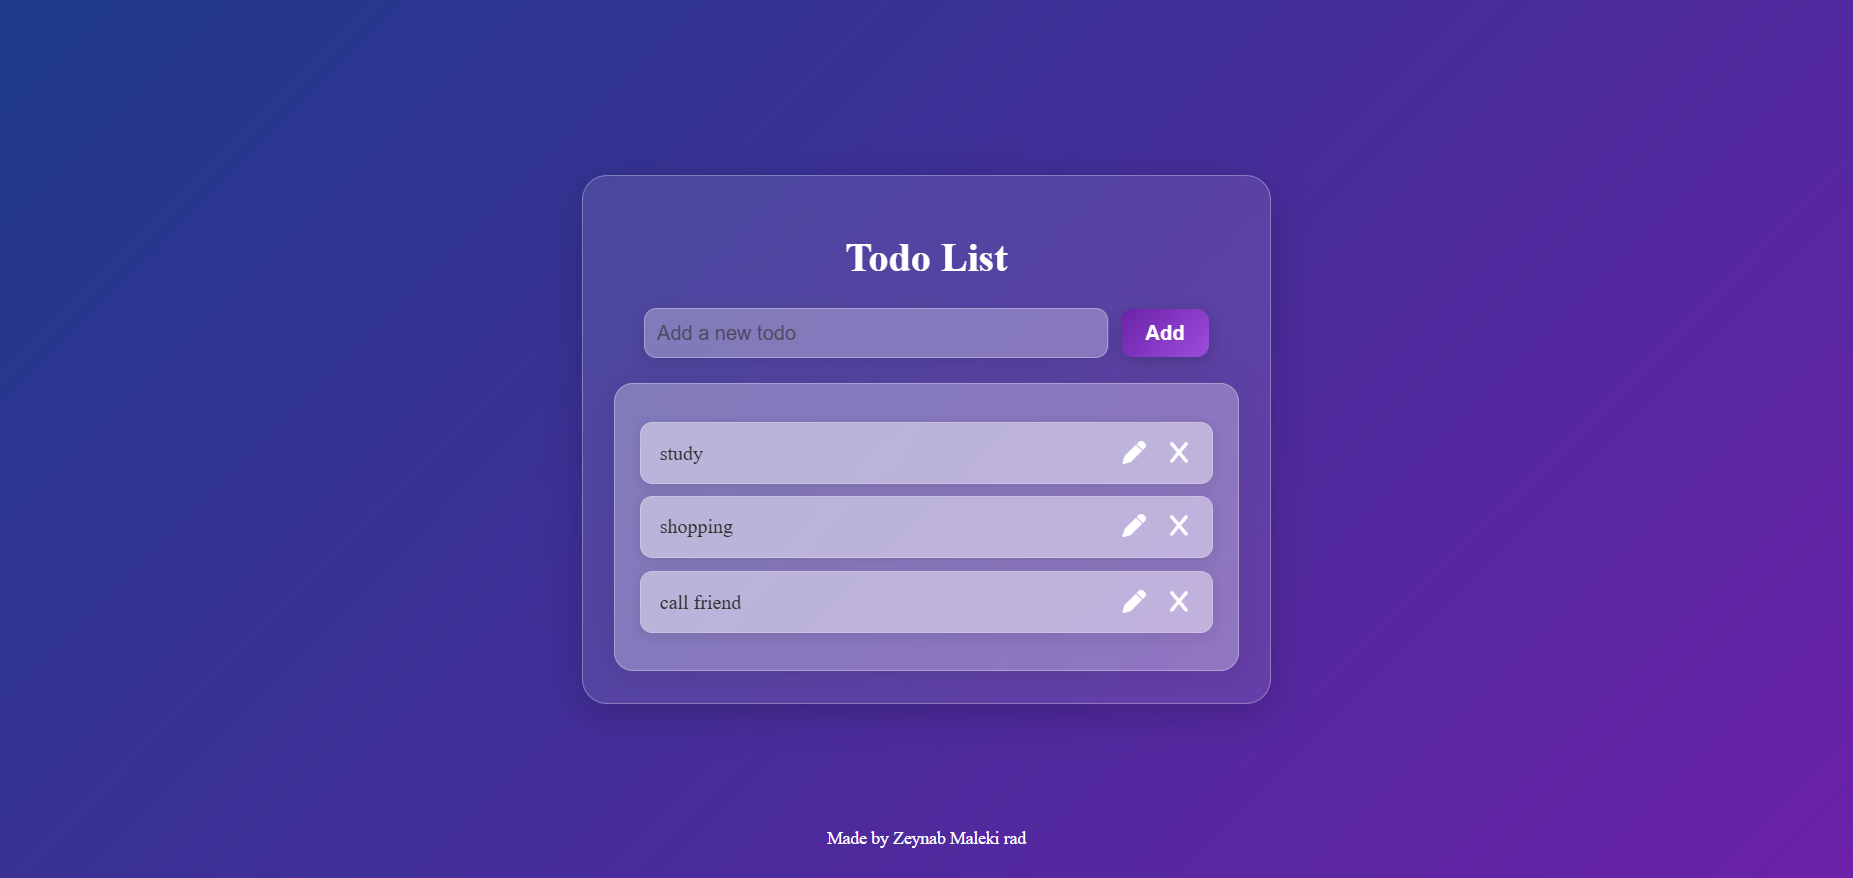 Todo List
Add a new todo
Add
study
shopping
call friend
Made by Zeynab Maleki rad